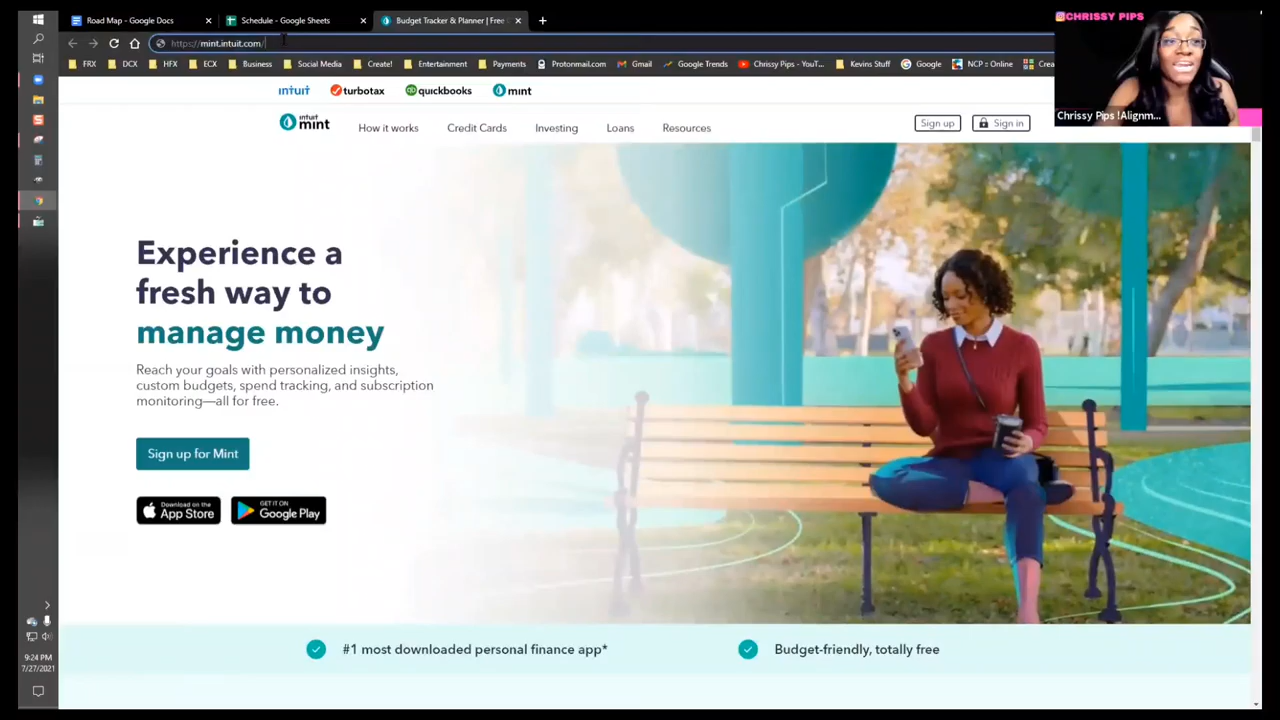 Road Map - Google Docs
Schedule - Google Sheets
Budget Tracker & Planner | Free
https://mint.intuit.com/
CHRISSY PIPS
FRX
DCX
HFX
ECX
Business
Social Media
Create!
Entertainment
Payments
Protonmail.com
Gmail
Google Trends
Chrissy Pips - YouT...
Kevins Stuff
Google
NCP :: Online
Crea
Chrissy Pips !Alignm...
intuit
turbotax
quickbooks
mint
intuit
mint
How it works
Credit Cards
Investing
Loans
Resources
Sign up
Sign in
Experience a
fresh way to
manage money
Reach your goals with personalized insights,
custom budgets, spend tracking, and subscription
monitoring—all for free.
Sign up for Mint
Download on the
App Store
GET IT ON
Google Play
#1 most downloaded personal finance app*
Budget-friendly, totally free
9:24 PM
7/27/2021